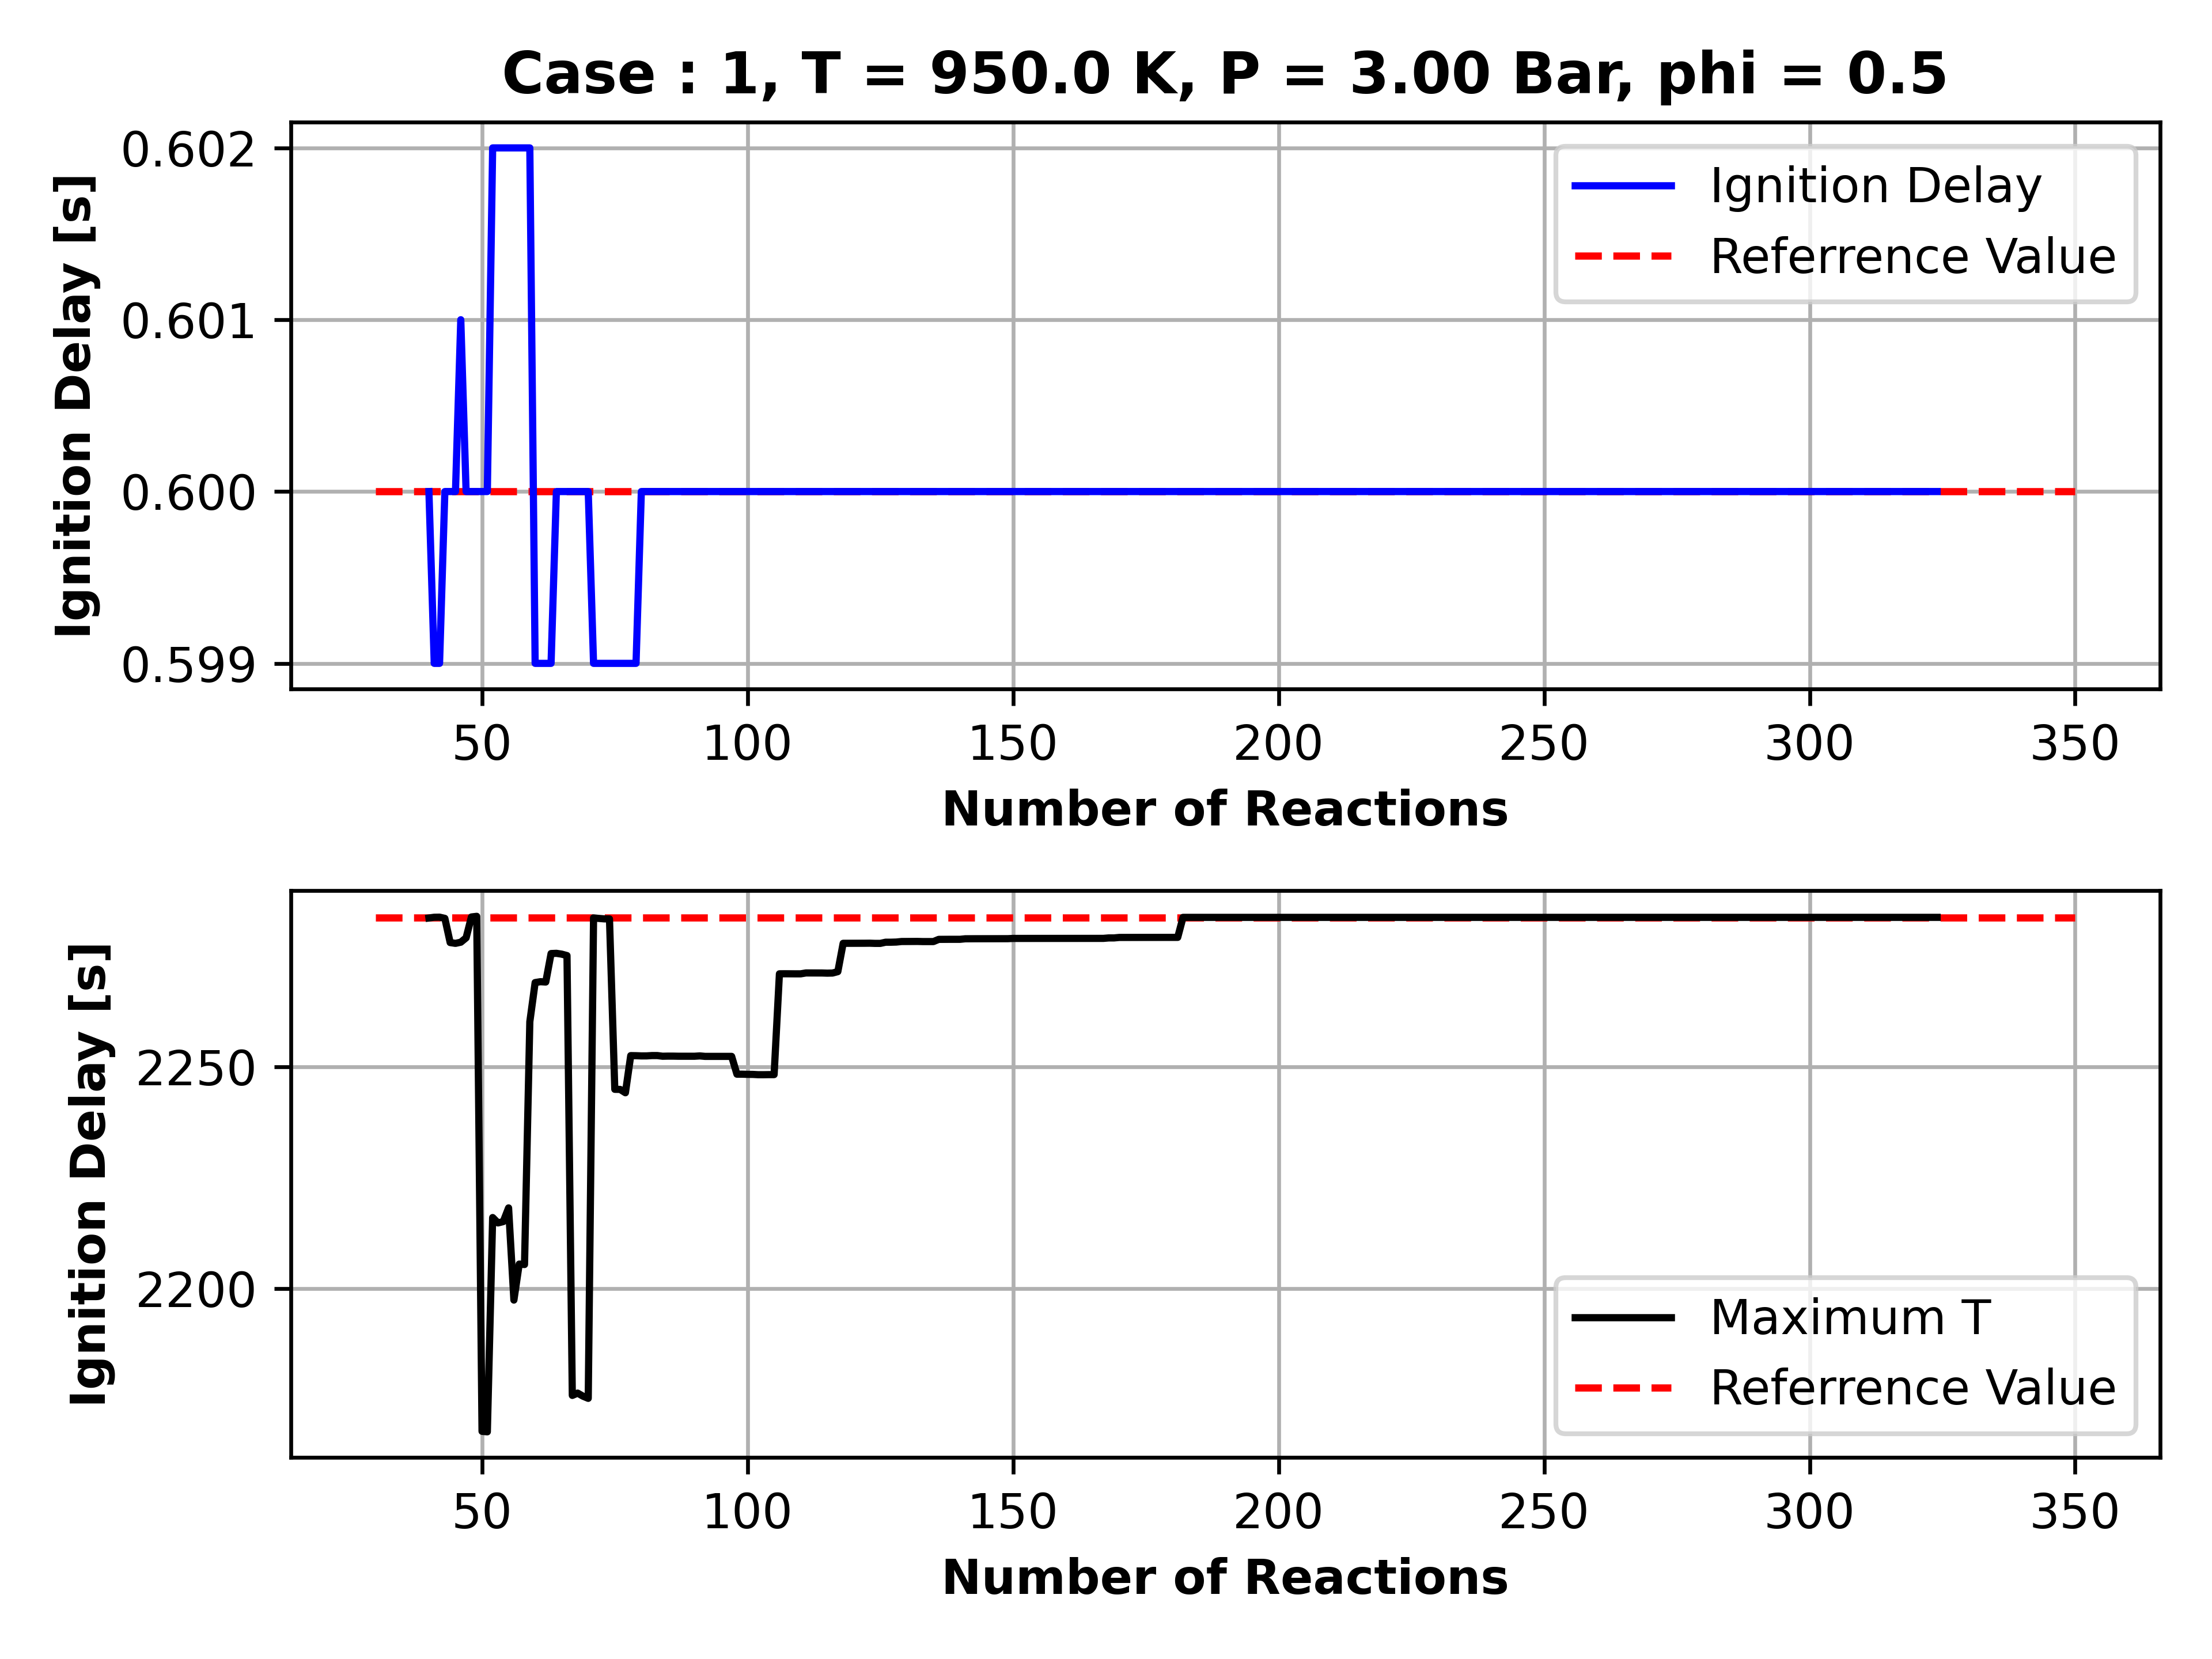 Case : 1, T = 950.0 K, P = 3.00 Bar, phi = 0.5
Ignition Delay [s]
0.602
0.601
0.600
0.599
Ignition Delay
Referrence Value
50 100 150 200 250 300 350
Number of Reactions
Ignition Delay [s]
2250
2200
Maximum T
Referrence Value
50 100 150 200 250 300 350
Number of Reactions